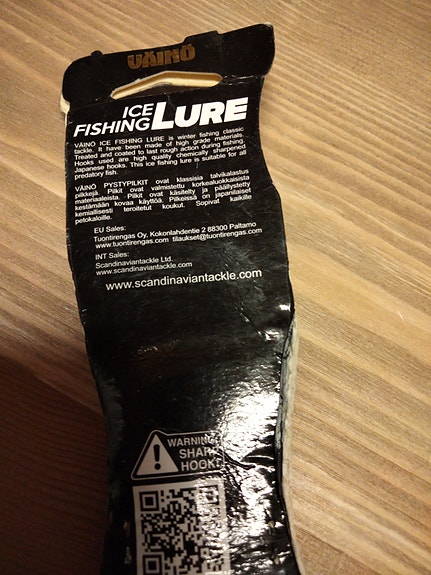 VÄINÖ
ICE
FISHING LURE
VÄINÖ ICE FISHING LURE is winter fishing classic
tackle. It have been made of high grade materials.
Treated and coated to last rough action during fishing.
Hooks used are high quality chemically sharpened
Japanese hooks. This ice fishing lure is suitable for all
predatory fish.
VÄINÖ PYSTYPILKIT ovat klassisia talvikalastus
pilkkejä. Pilkit ovat valmistettu korkealuokkaisista
materiaaleista. Pilkit ovat käsitelty ja päällystetty
kestämään kovaa käyttöä. Pilkeissä on japanilaiset
kemiallisesti teroitetut koukut. Sopivat kaikille
petokaloille.
EU Sales:
Tuontirengas Oy, Kokonlahdentie 2 88300 Paltamo
www.tuontirengas.com tilaukset@tuontirengas.com
INT Sales:
Scandinaviantackle Ltd.
www.scandinaviantackle.com
www.scandinaviantackle.com
WARNING
SHARP
HOOK